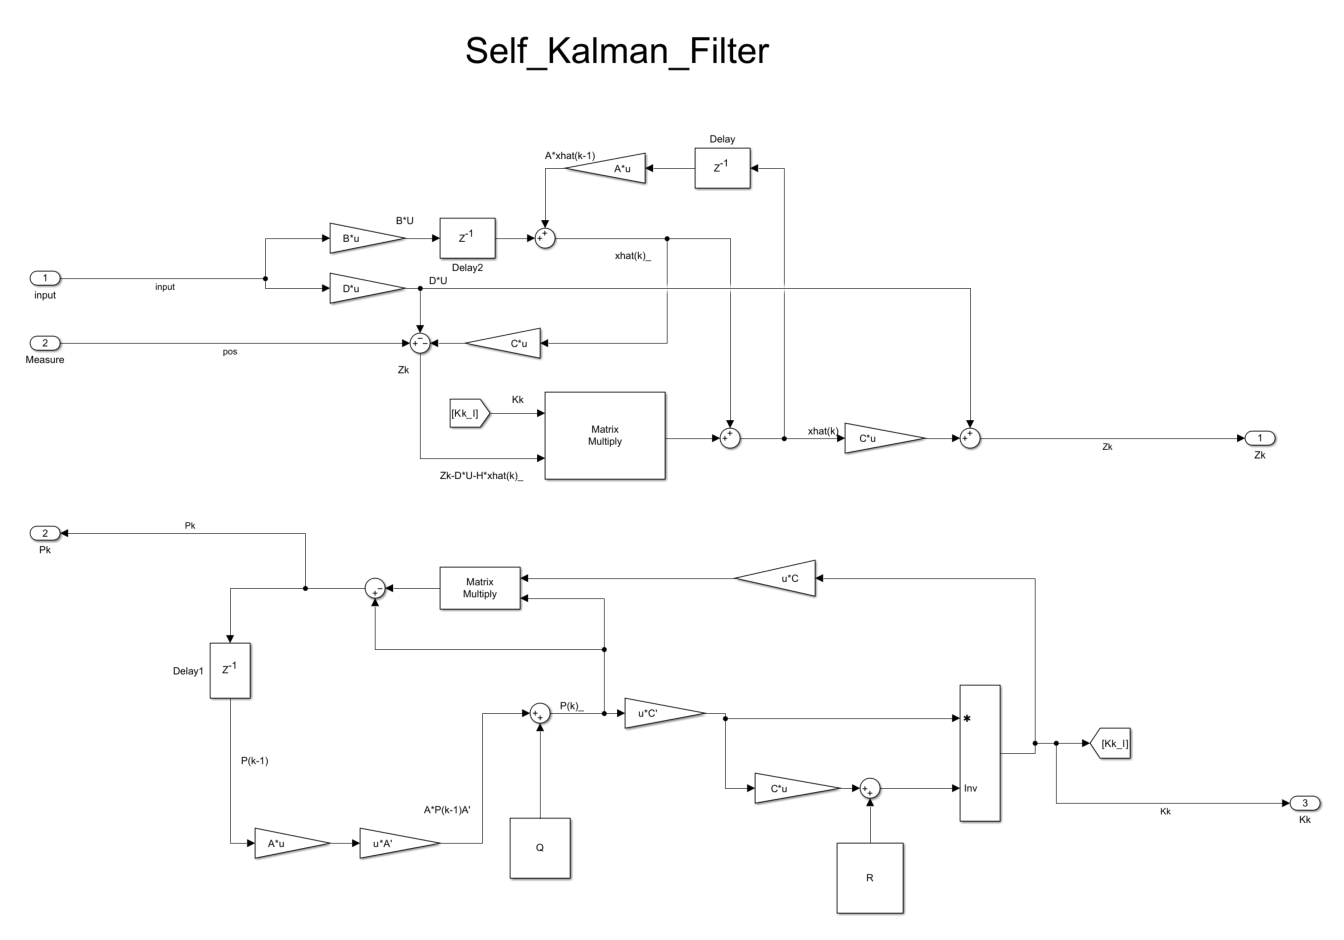 Self_Kalman_Filter
Delay
A*xhat(k-1)
A*u
Z-1
B*U
B*u
Z-1
+
+
Delay2
xhat(k)_
1
input
input
D*u
D*U
2
Measure
pos
+
−
−
C*u
Zk
[Kk_I]
Kk
Matrix
Multiply
Zk-D*U-H*xhat(k)_
+
+
xhat(k)
C*u
+
+
Zk
1
Zk
2
Pk
Pk
+
−
Matrix
Multiply
u*C
Delay1
Z-1
P(k-1)
A*u
u*A'
A*P(k-1)A'
+
+
P(k)_
Q
u*C'
C*u
+
+
R
*
Inv
[Kk_I]
Kk
3
Kk